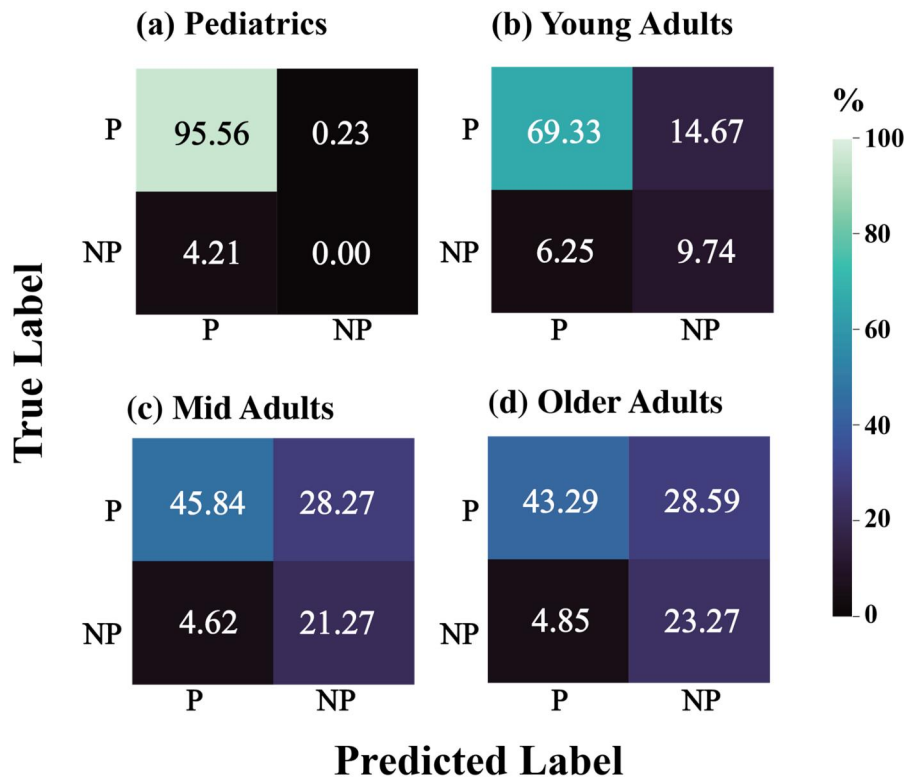 (a) Pediatrics
P 95.56 0.23
NP 4.21 0.00
P NP
(b) Young Adults
P 69.33 14.67
NP 6.25 9.74
P NP
(c) Mid Adults
P 45.84 28.27
NP 4.62 21.27
P NP
(d) Older Adults
P 43.29 28.59
NP 4.85 23.27
P NP
%
100
80
60
40
20
0
True Label
Predicted Label